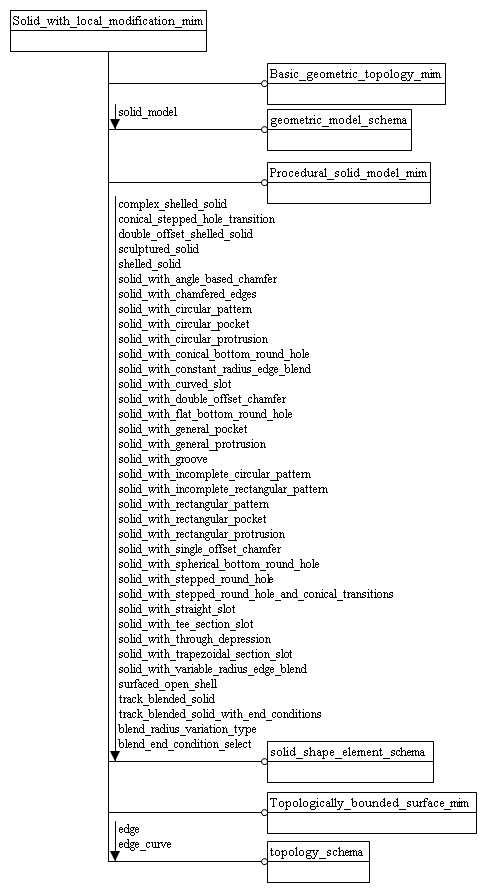 Solid_with_local_modification_mim
Basic_geometric_topology_mim
solid_model
geometric_model_schema
Procedural_solid_model_mim
complex_shelled_solid
conical_stepped_hole_transition
double_offset_shelled_solid
sculptured_solid
shelled_solid
solid_with_angle_based_chamfer
solid_with_chamfered_edges
solid_with_circular_pattern
solid_with_circular_pocket
solid_with_circular_protrusion
solid_with_conical_bottom_round_hole
solid_with_constant_radius_edge_blend
solid_with_curved_slot
solid_with_double_offset_chamfer
solid_with_flat_bottom_round_hole
solid_with_general_pocket
solid_with_general_protrusion
solid_with_groove
solid_with_incomplete_circular_pattern
solid_with_incomplete_rectangular_pattern
solid_with_rectangular_pattern
solid_with_rectangular_pocket
solid_with_rectangular_protrusion
solid_with_single_offset_chamfer
solid_with_spherical_bottom_round_hole
solid_with_stepped_round_hole
solid_with_stepped_round_hole_and_conical_transitions
solid_with_straight_slot
solid_with_tee_section_slot
solid_with_through_depression
solid_with_trapezoidal_section_slot
solid_with_variable_radius_edge_blend
surfaced_open_shell
track_blended_solid
track_blended_solid_with_end_conditions
blend_radius_variation_type
blend_end_condition_select
solid_shape_element_schema
Topologically_bounded_surface_mim
edge
edge_curve
topology_schema